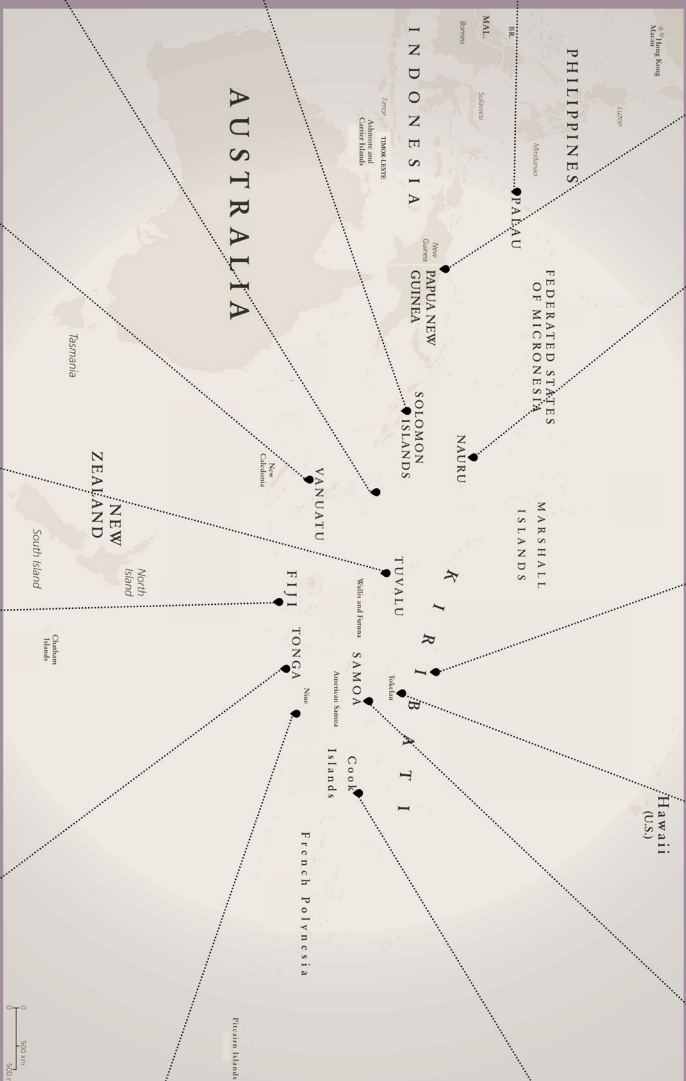 Hong Kong
Macau
PHILIPPINES
Luzon
BR.
MAL.
Borneo
Sulawesi
Mindanao
INDONESIA
PALAU
Timor
TIMOR-LESTE
Ashmore and
Cartier Islands
AUSTRALIA
FEDERATED STATES
OF MICRONESIA
New
Guinea
PAPUA NEW
GUINEA
SOLOMON
ISLANDS
NAURU
MARSHALL
ISLANDS
Tasmania
New
Caledonia
VANUATU
NEW
ZEALAND
North
Island
South Island
Chatham
Islands
TUVALU
Wallis and Futuna
FIJI
TONGA
Niue
SAMOA
American Samoa
Tokelau
KIRIBATI
Cook
Islands
Hawaii
(U.S.)
French Polynesia
Pitcairn Islands
0
500 km
0